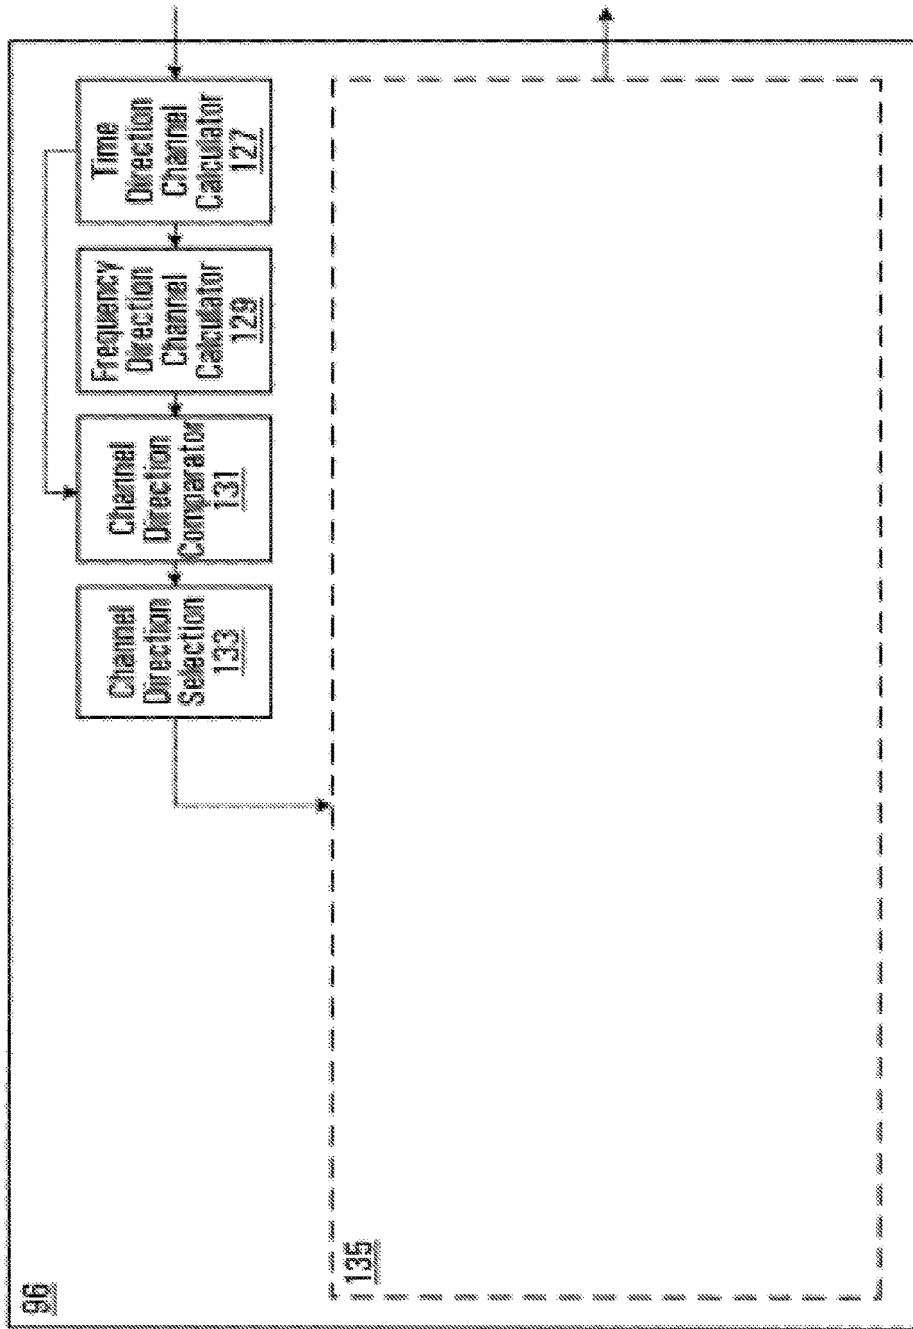 96
Time
Direction
Channel
Calculator
127
Frequency
Direction
Channel
Calculator
129
Channel
Direction
Comparator
131
Channel
Direction
Selection
133
135